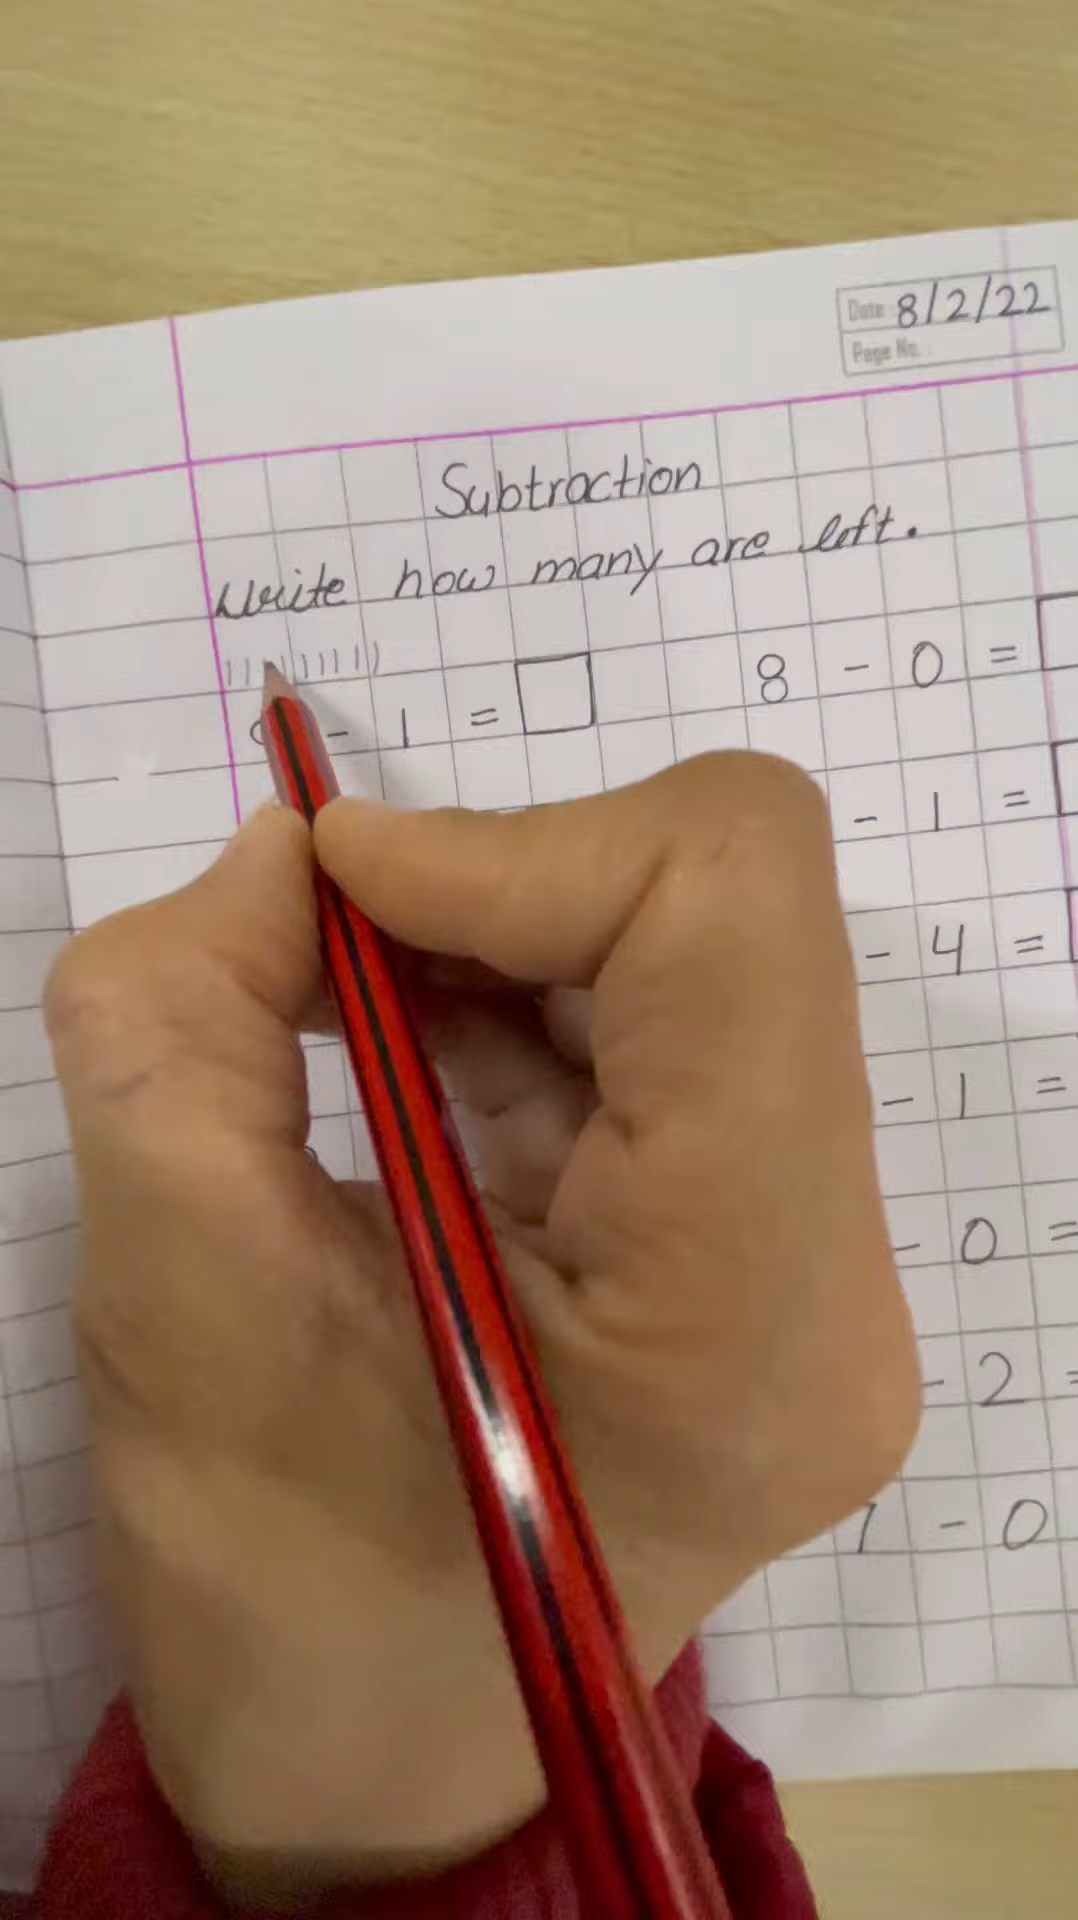 Date 8/2/22
Page No.
Subtraction
Write how many are left.
- 1 =
8 - 0 =
- 1 =
- 4 =
- 1 =
- 0 =
- 2 =
- 0